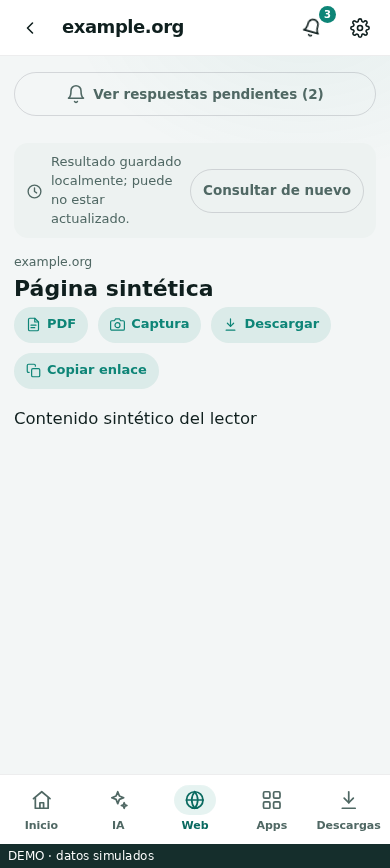 example.org
3
Ver respuestas pendientes (2)
Resultado guardado
localmente; puede
no estar
actualizado.
Consultar de nuevo
example.org
Página sintética
PDF
Captura
Descargar
Copiar enlace
Contenido sintético del lector
Inicio
IA
Web
Apps
Descargas
DEMO · datos simulados